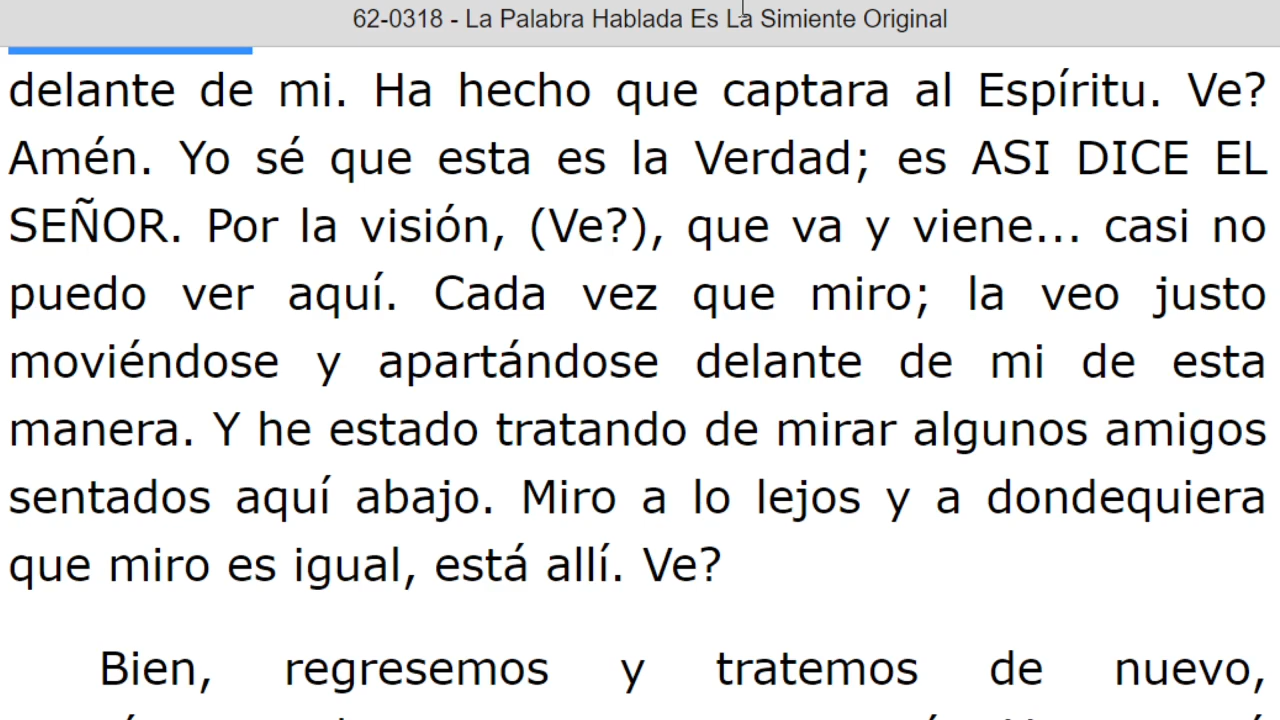 62-0318 - La Palabra Hablada Es La Simiente Original
delante de mi. Ha hecho que captara al Espíritu. Ve?
Amén. Yo sé que esta es la Verdad; es ASI DICE EL
SEÑOR. Por la visión, (Ve?), que va y viene... casi no
puedo ver aquí. Cada vez que miro; la veo justo
moviéndose y apartándose delante de mi de esta
manera. Y he estado tratando de mirar algunos amigos
sentados aquí abajo. Miro a lo lejos y a dondequiera
que miro es igual, está allí. Ve?
Bien, regresemos y tratemos de nuevo,